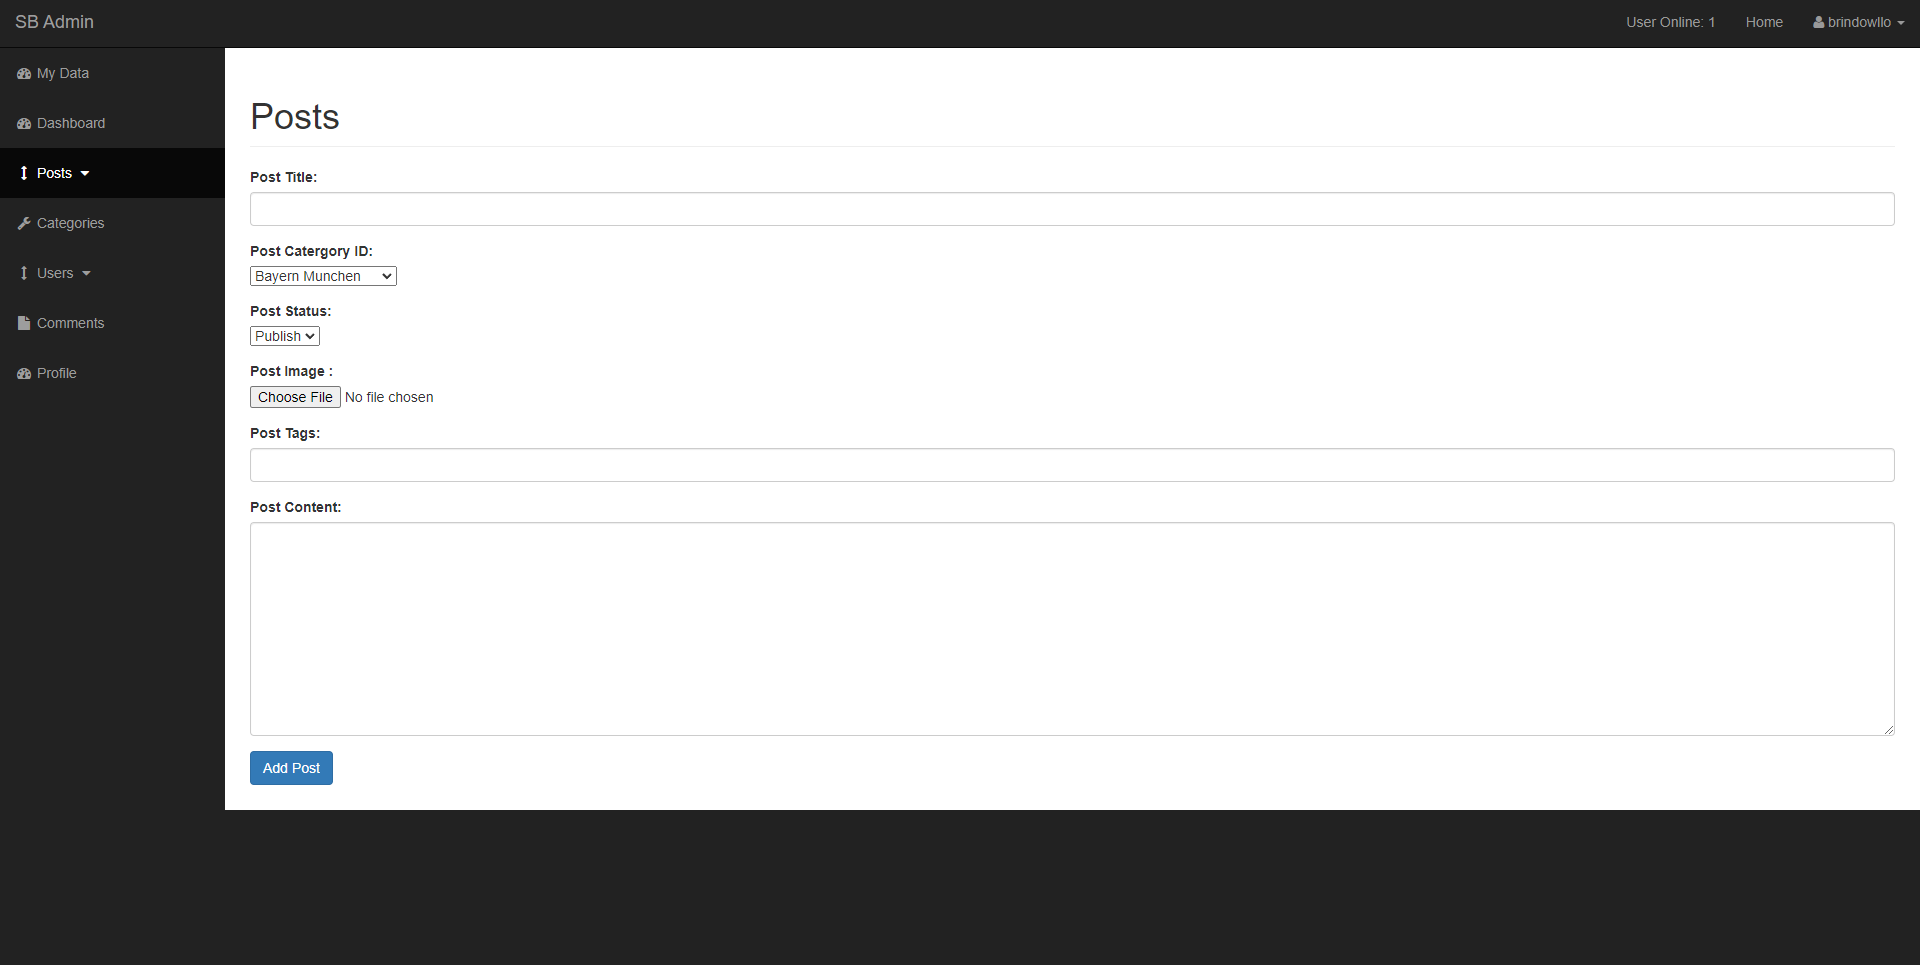 SB Admin
User Online: 1 Home brindowllo
My Data
Dashboard
Posts
Categories
Users
Comments
Profile
Posts
Post Title:
Post Catergory ID:
Bayern Munchen
Post Status:
Publish
Post Image :
Choose File No file chosen
Post Tags:
Post Content:
Add Post